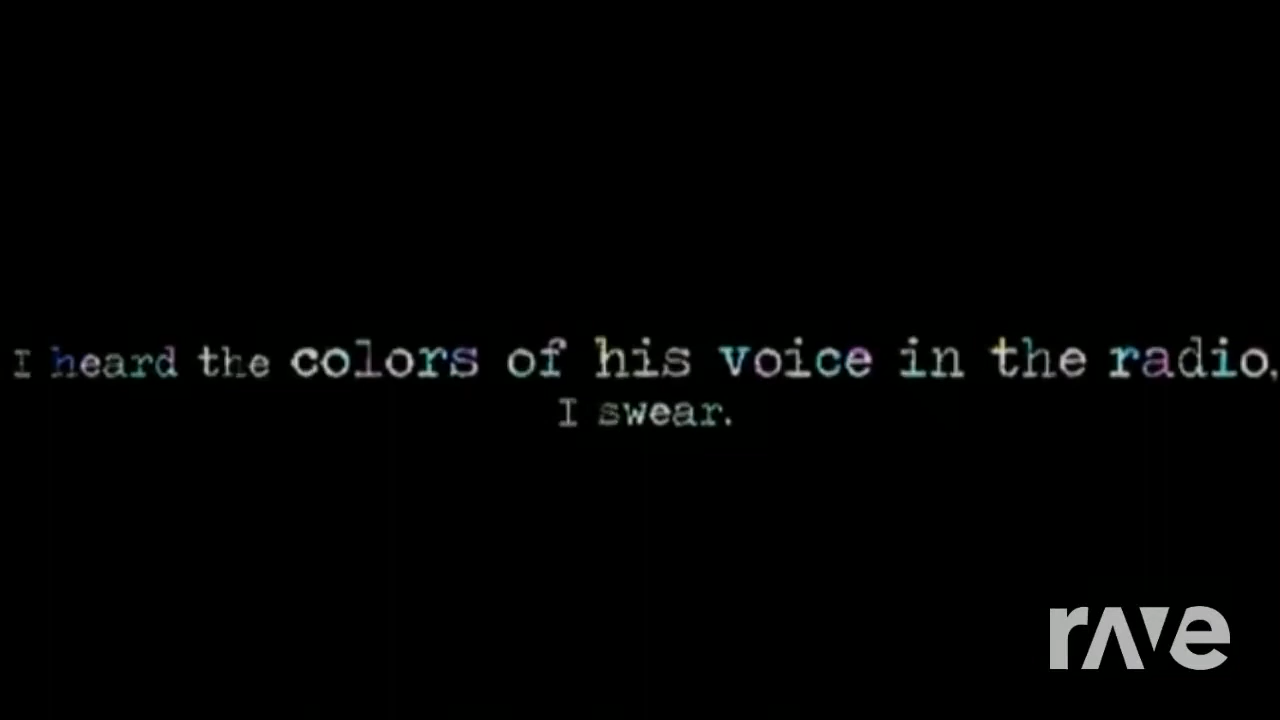 I heard the colors of his voice in the radio,
I swear.
rave